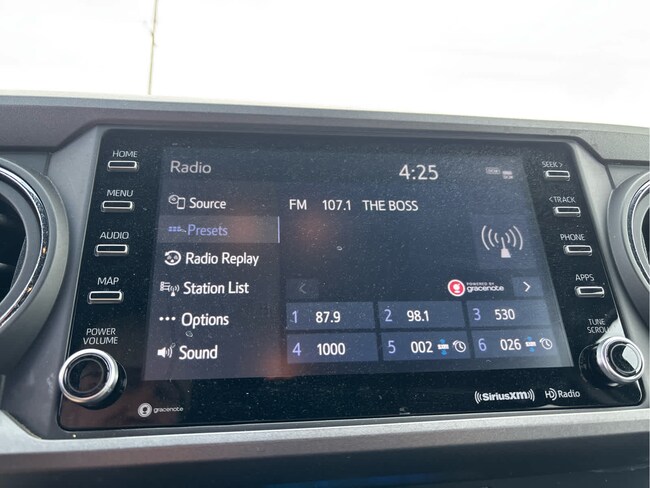 HOME
MENU
AUDIO
MAP
POWER
VOLUME
Radio
4:25
Source
Presets
Radio Replay
Station List
Options
Sound
FM 107.1 THE BOSS
POWERED BY
gracenote
1 87.9
2 98.1
3 530
4 1000
5 002
6 026
SEEK >
< TRACK
PHONE
APPS
TUNE
SCROLL
gracenote
((SiriusXM))
HD Radio